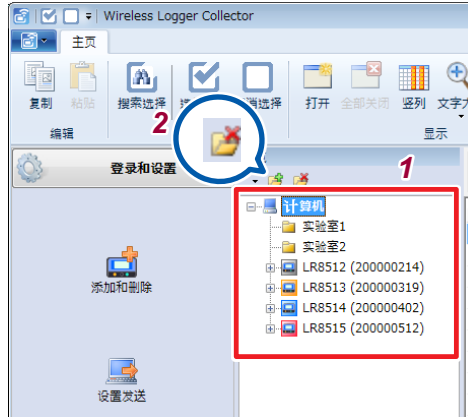 Wireless Logger Collector
主页
复制
粘贴
搜索选择
选择
打开
全部关闭
竖列
文字大
编辑
显示
2
登录和设置
1
计算机
实验室1
实验室2
LR8512 (200000214)
LR8513 (200000319)
LR8514 (200000402)
LR8515 (200000512)
添加和删除
设置发送